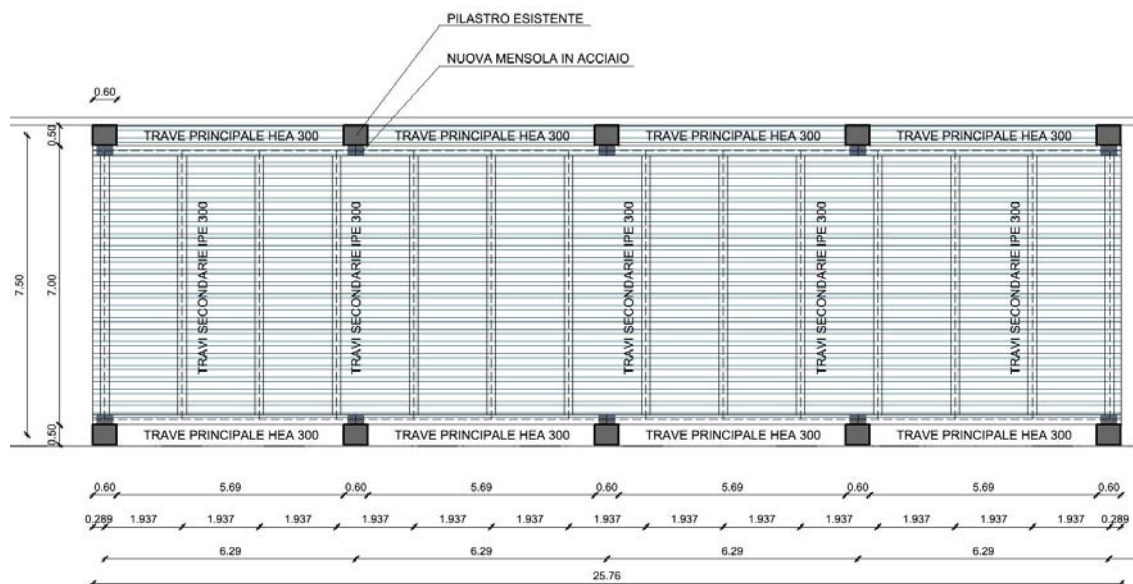 PILASTRO ESISTENTE
NUOVA MENSOLA IN ACCIAIO
0.60
TRAVE PRINCIPALE HEA 300 TRAVE PRINCIPALE HEA 300 TRAVE PRINCIPALE HEA 300 TRAVE PRINCIPALE HEA 300
0.50
7.50
7.00
0.50
TRAVI SECONDARIE IPE 300
TRAVI SECONDARIE IPE 300
TRAVI SECONDARIE IPE 300
TRAVI SECONDARIE IPE 300
TRAVI SECONDARIE IPE 300
TRAVE PRINCIPALE HEA 300 TRAVE PRINCIPALE HEA 300 TRAVE PRINCIPALE HEA 300 TRAVE PRINCIPALE HEA 300
0.60 5.69 0.60 5.69 0.60 5.69 0.60 5.69 0.60
0.289 1.937 1.937 1.937 1.937 1.937 1.937 1.937 1.937 1.937 1.937 1.937 1.937 1.937 0.289
6.29 6.29 6.29 6.29
25.76